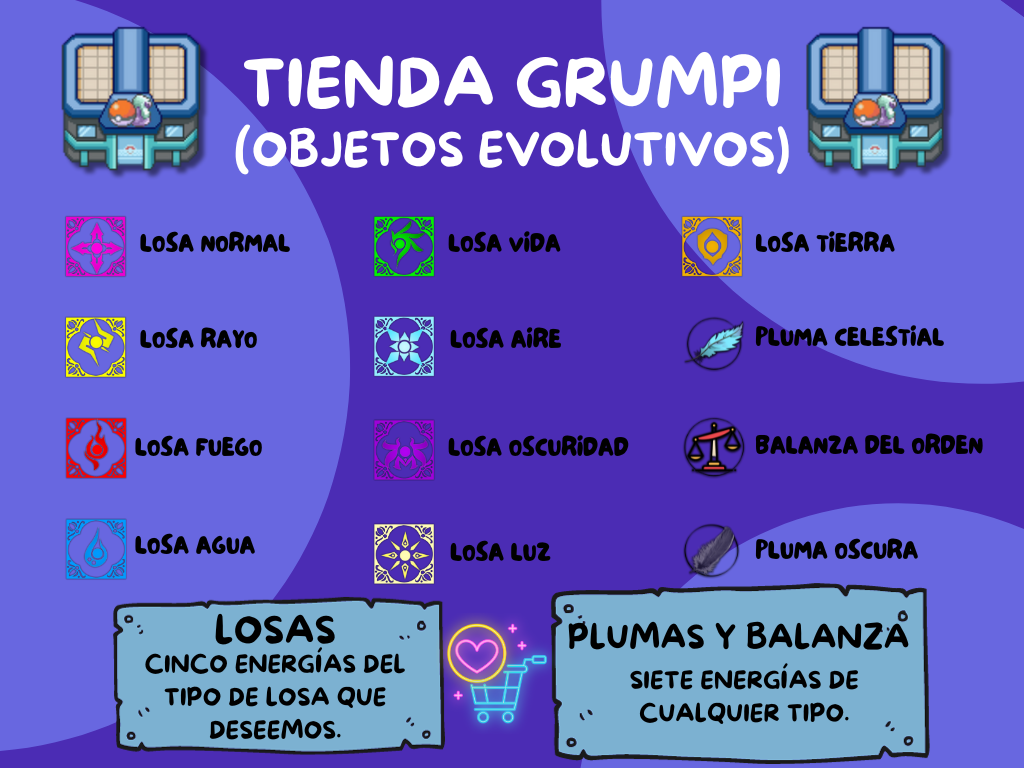 TIENDA GRUMPI
(OBJETOS EVOLUTIVOS)
LOSA NORMAL
LOSA VIDA
LOSA TIERRA
LOSA RAYO
LOSA AIRE
PLUMA CELESTIAL
LOSA FUEGO
LOSA OSCURIDAD
BALANZA DEL ORDEN
LOSA AGUA
LOSA LUZ
PLUMA OSCURA
LOSAS
CINCO ENERGÍAS DEL
TIPO DE LOSA QUE
DESEEMOS.
PLUMAS Y BALANZA
SIETE ENERGÍAS DE
CUALQUIER TIPO.